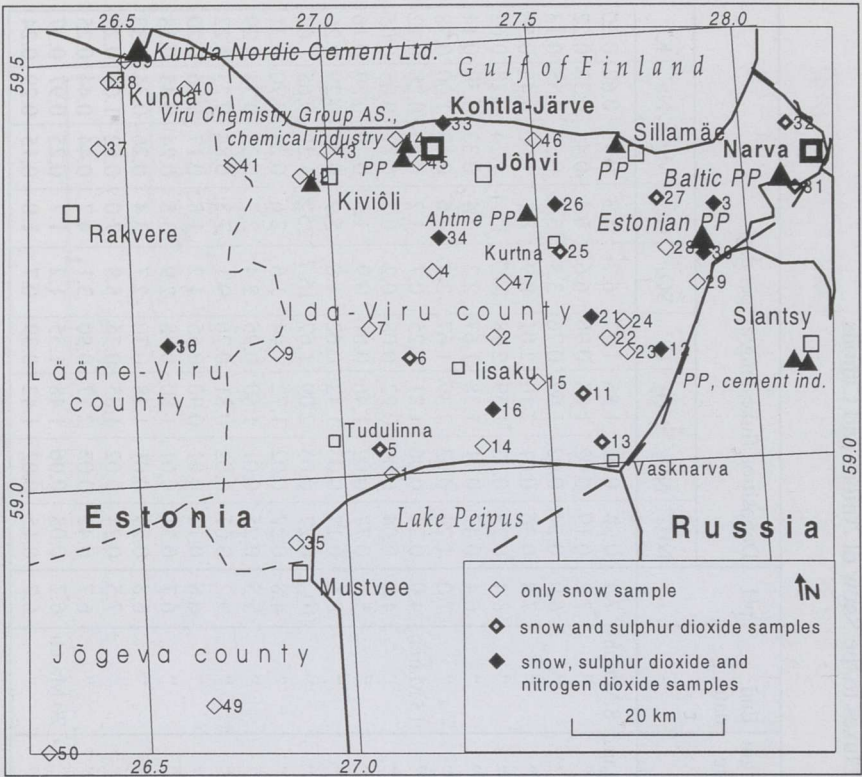 26.5
27.0
27.5
28.0
59.5
Kunda Nordic Cement Ltd.
Gulf of Finland
38
Kunda
40
Viru Chemistry Group AS.,
chemical industry
Kohtla-Järve
33
44
46
Sillamäe
32
Narva
37
41
43
45
PP
Jôhvi
PP
Baltic PP
31
Kiviôli
27
3
26
Rakvere
Ahtme PP
Estonian PP
34
Kurtna
25
28
30
4
47
29
Ida-Viru county
Slantsy
21
24
7
2
22
36
9
6
23
12
Lääne-Viru
county
Iisaku
15
PP, cement ind.
11
16
Tudulinna
13
5
14
59.0
Vasknarva
1
59.0
Estonia
Lake Peipus
Russia
35
Mustvee
only snow sample
N
snow and sulphur dioxide samples
snow, sulphur dioxide and
nitrogen dioxide samples
Jõgeva county
49
20 km
50
26.5
27.0